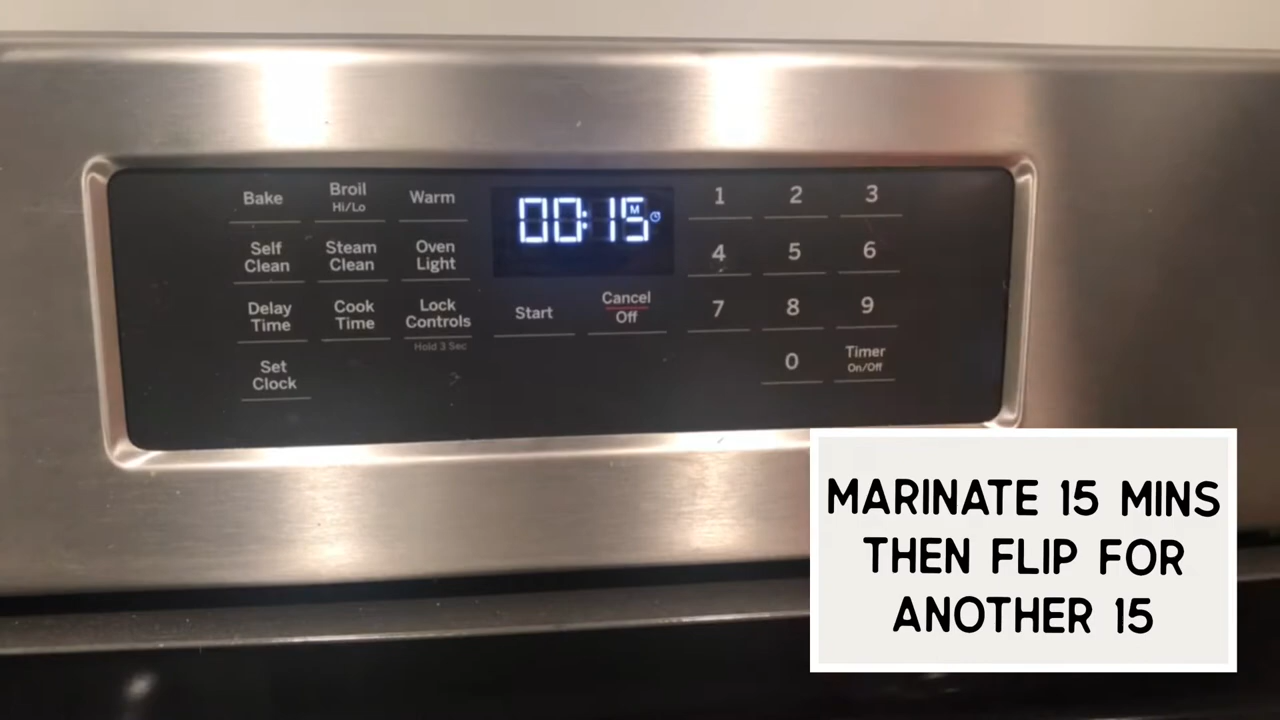 Bake
Broil
Hi/Lo
Warm
00:15 M
1
2
3
Self
Clean
Steam
Clean
Oven
Light
4
5
6
Delay
Time
Cook
Time
Lock
Controls
Hold 3 Sec
Start
Cancel
Off
7
8
9
Set
Clock
0
Timer
On/Off
MARINATE 15 MINS
THEN FLIP FOR
ANOTHER 15